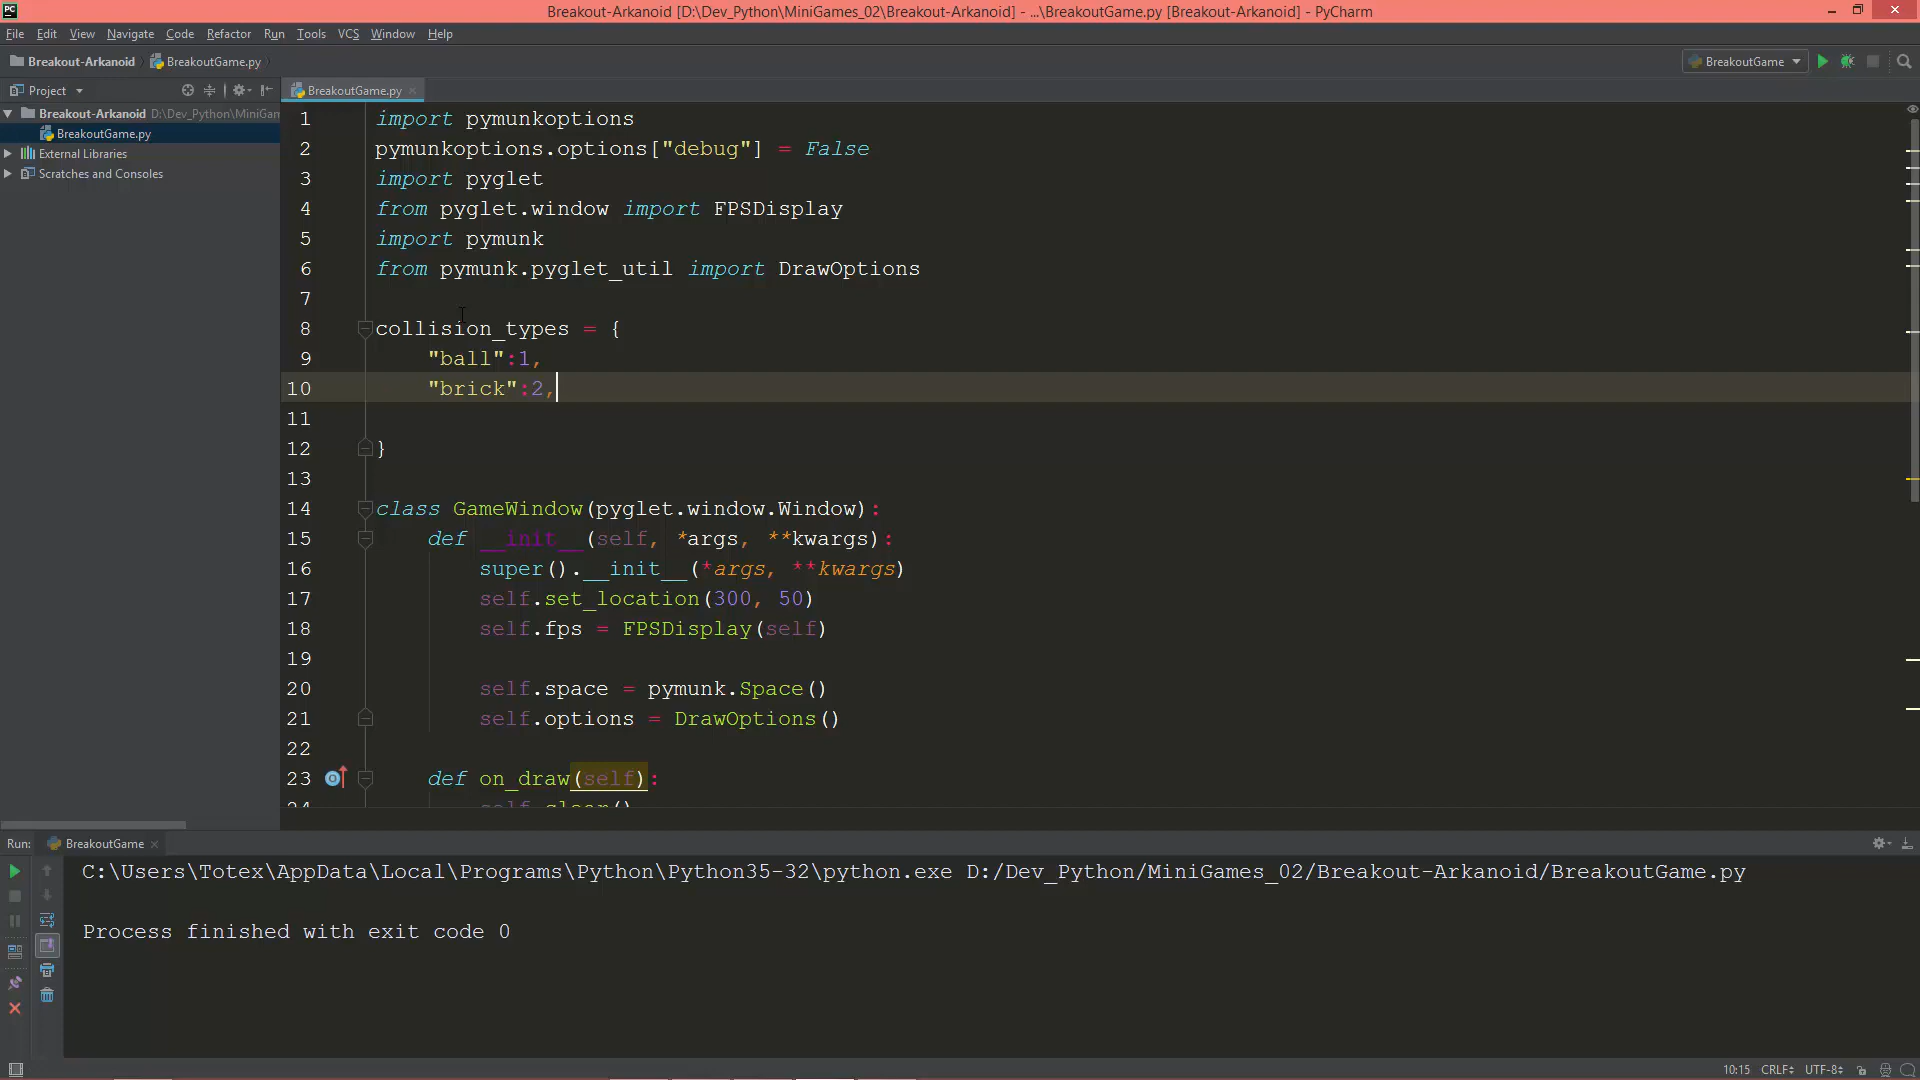 Breakout-Arkanoid [D:\Dev_Python\MiniGames_02\Breakout-Arkanoid] - ...\BreakoutGame.py [Breakout-Arkanoid] - PyCharm
File Edit View Navigate Code Refactor Run Tools VCS Window Help
Breakout-Arkanoid BreakoutGame.py BreakoutGame
Project BreakoutGame.py
Breakout-Arkanoid D:\Dev_Python\MiniGam
BreakoutGame.py
External Libraries
Scratches and Consoles
1 import pymunkoptions
2 pymunkoptions.options["debug"] = False
3 import pyglet
4 from pyglet.window import FPSDisplay
5 import pymunk
6 from pymunk.pyglet_util import DrawOptions
7
8 collision_types = {
9 "ball":1,
10 "brick":2,
11
12 }
13
14 class GameWindow(pyglet.window.Window):
15 def __init__(self, *args, **kwargs):
16 super().__init__(*args, **kwargs)
17 self.set_location(300, 50)
18 self.fps = FPSDisplay(self)
19
20 self.space = pymunk.Space()
21 self.options = DrawOptions()
22
23 def on_draw(self):
24 self.clear()
Run: BreakoutGame
C:\Users\Totex\AppData\Local\Programs\Python\Python35-32\python.exe D:/Dev_Python/MiniGames_02/Breakout-Arkanoid/BreakoutGame.py
Process finished with exit code 0
10:15 CRLF UTF-8